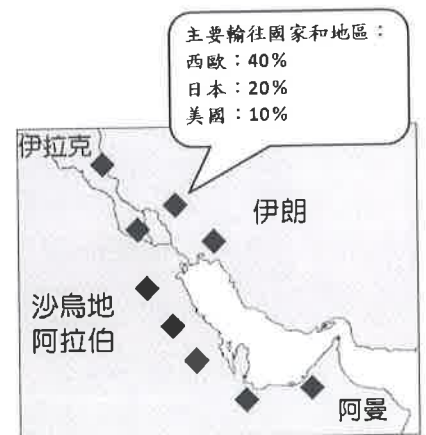 主要輸往國家和地區：
西歐：40%
日本：20%
美國：10%
伊拉克
伊朗
沙烏地
阿拉伯
阿曼